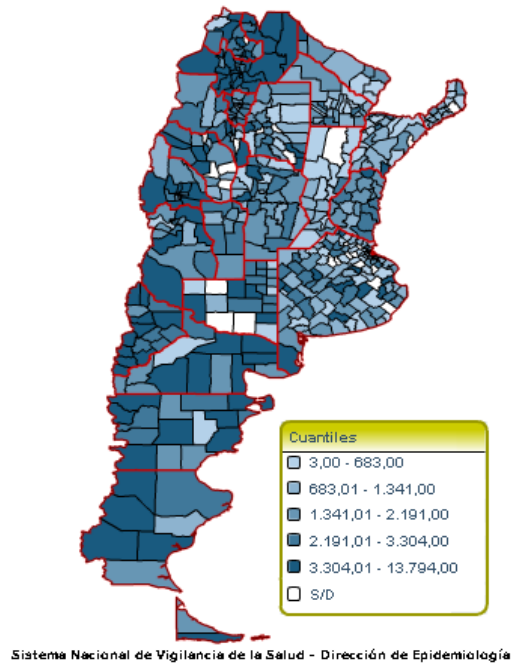 Cuantiles
3,00 - 683,00
683,01 - 1.341,00
1.341,01 - 2.191,00
2.191,01 - 3.304,00
3.304,01 - 13.794,00
S/D
Sistema Nacional de Vigilancia de la Salud - Dirección de Epidemiología